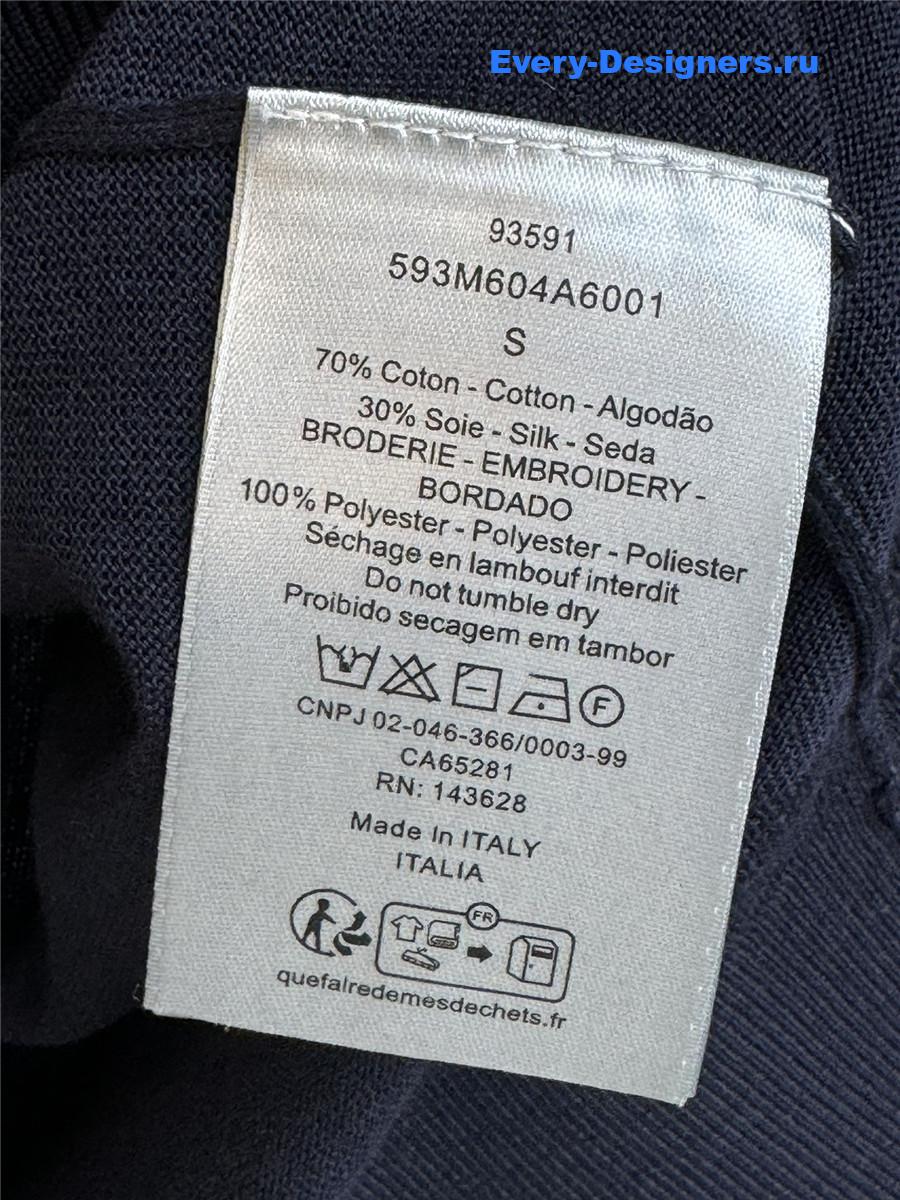 Every-Designers.ru
93591
593M604A6001
S
70% Coton - Cotton - Algodão
30% Soie - Silk - Seda
BRODERIE - EMBROIDERY -
BORDADO
100% Polyester - Polyester - Poliester
Séchage en lambouf interdit
Do not tumble dry
Proibido secagem em tambor
F
CNPJ 02-046-366/0003-99
CA65281
RN: 143628
Made In ITALY
ITALIA
FR
quefairedemesdechets.fr